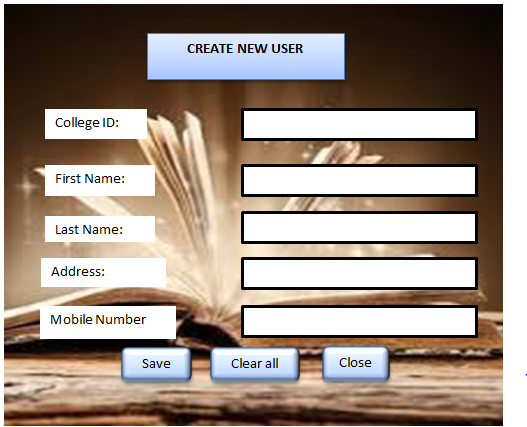 CREATE NEW USER
College ID:
First Name:
Last Name:
Address:
Mobile Number
Save Clear all Close